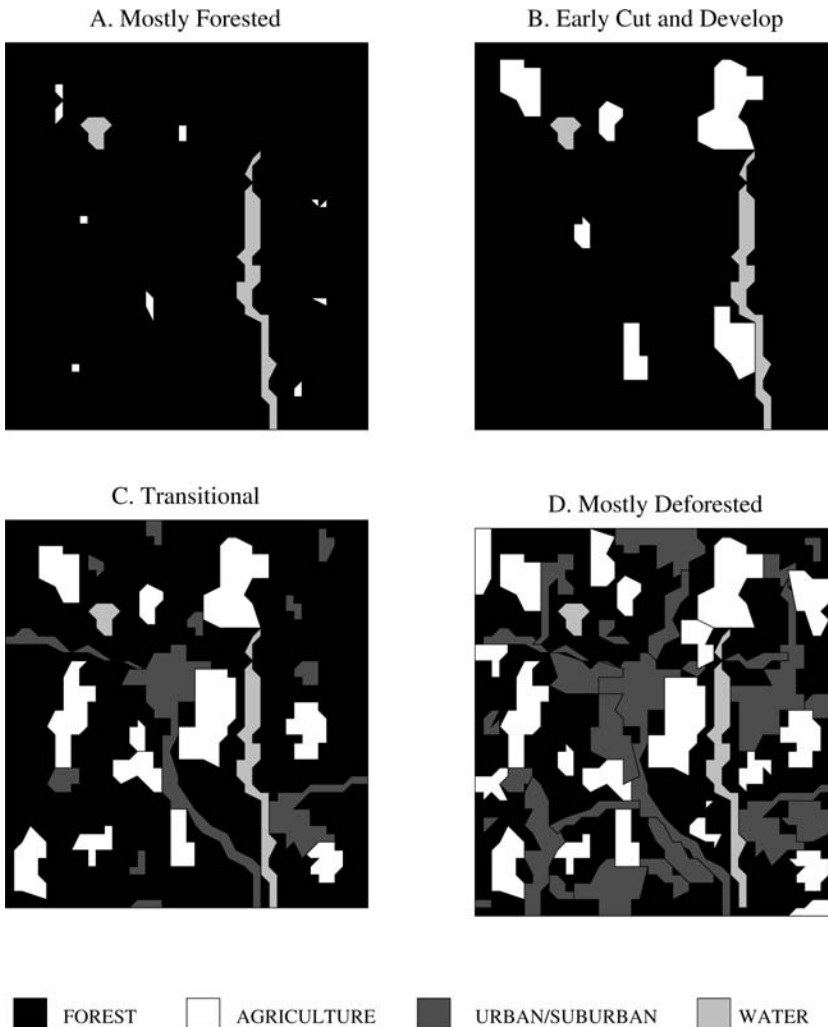 A. Mostly Forested
B. Early Cut and Develop
C. Transitional
D. Mostly Deforested
FOREST
AGRICULTURE
URBAN/SUBURBAN
WATER